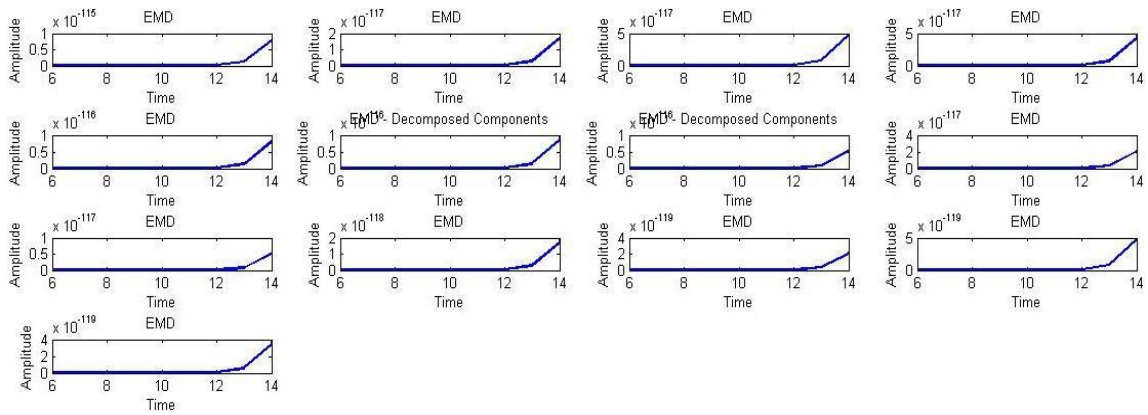 x 10-115 EMD x 10-117 EMD x 10-117 EMD x 10-117 EMD
Amplitude 1 0.5 0 Amplitude 2 1 0 Amplitude 5 0 Amplitude 5 0
6 8 10 12 14 6 8 10 12 14 6 8 10 12 14 6 8 10 12 14
Time Time Time Time
x 10-116 EMD EMD - Decomposed Components EMD - Decomposed Components x 10-117 EMD
Amplitude 1 0.5 0 Amplitude 1 0.5 0 Amplitude 1 0.5 0 Amplitude 4 2 0
6 8 10 12 14 6 8 10 12 14 6 8 10 12 14 6 8 10 12 14
Time Time Time Time
x 10-117 EMD x 10-118 EMD x 10-119 EMD x 10-119 EMD
Amplitude 1 0.5 0 Amplitude 2 1 0 Amplitude 4 2 0 Amplitude 5 0
6 8 10 12 14 6 8 10 12 14 6 8 10 12 14 6 8 10 12 14
Time Time Time Time
x 10-119 EMD
Amplitude 4 2 0
6 8 10 12 14
Time